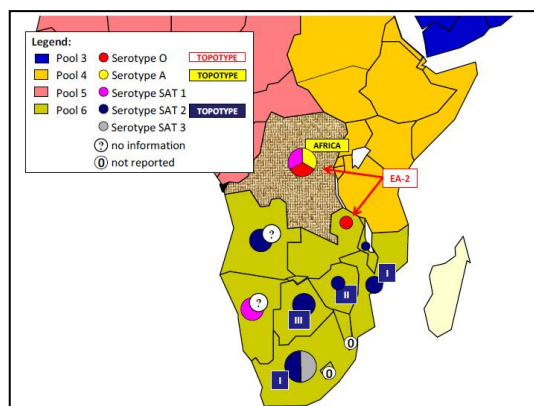 Legend:
Pool 3
Serotype O
TOPOTYPE
Pool 4
Serotype A
TOPOTYPE
Pool 5
Serotype SAT 1
Pool 6
Serotype SAT 2
TOPOTYPE
Serotype SAT 3
? no information
0 not reported
AFRICA
EA-2
?
I
II
?
III
0
I
0